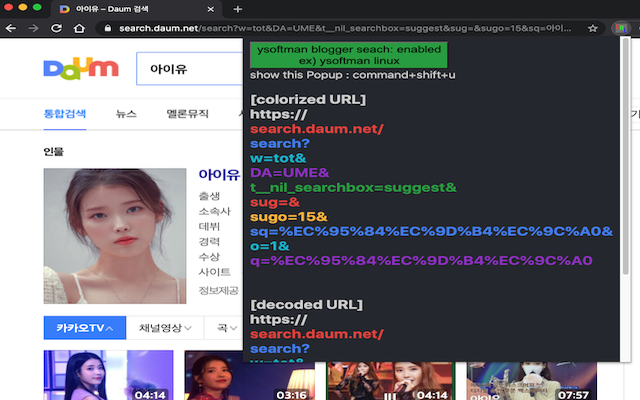 아이유 – Daum 검색
search.daum.net/search?w=tot&DA=UME&t__nil_searchbox=suggest&sug=&sugo=15&sq=아이...
Daum
아이유
통합검색
뉴스
멜론뮤직
인물
아이유
출생
소속사
데뷔
경력
수상
사이트
정보제공
카카오TV
채널영상
곡
04:14
03:16
04:14
07:57
ysoftman blogger seach: enabled
ex) ysoftman linux
show this Popup : command+shift+u
[colorized URL]
https://
search.daum.net/
search?
w=tot&
DA=UME&
t__nil_searchbox=suggest&
sug=&
sugo=15&
sq=%EC%95%84%EC%9D%B4%EC%9C%A0&
o=1&
q=%EC%95%84%EC%9D%B4%EC%9C%A0
[decoded URL]
https://
search.daum.net/
search?
w=tot&